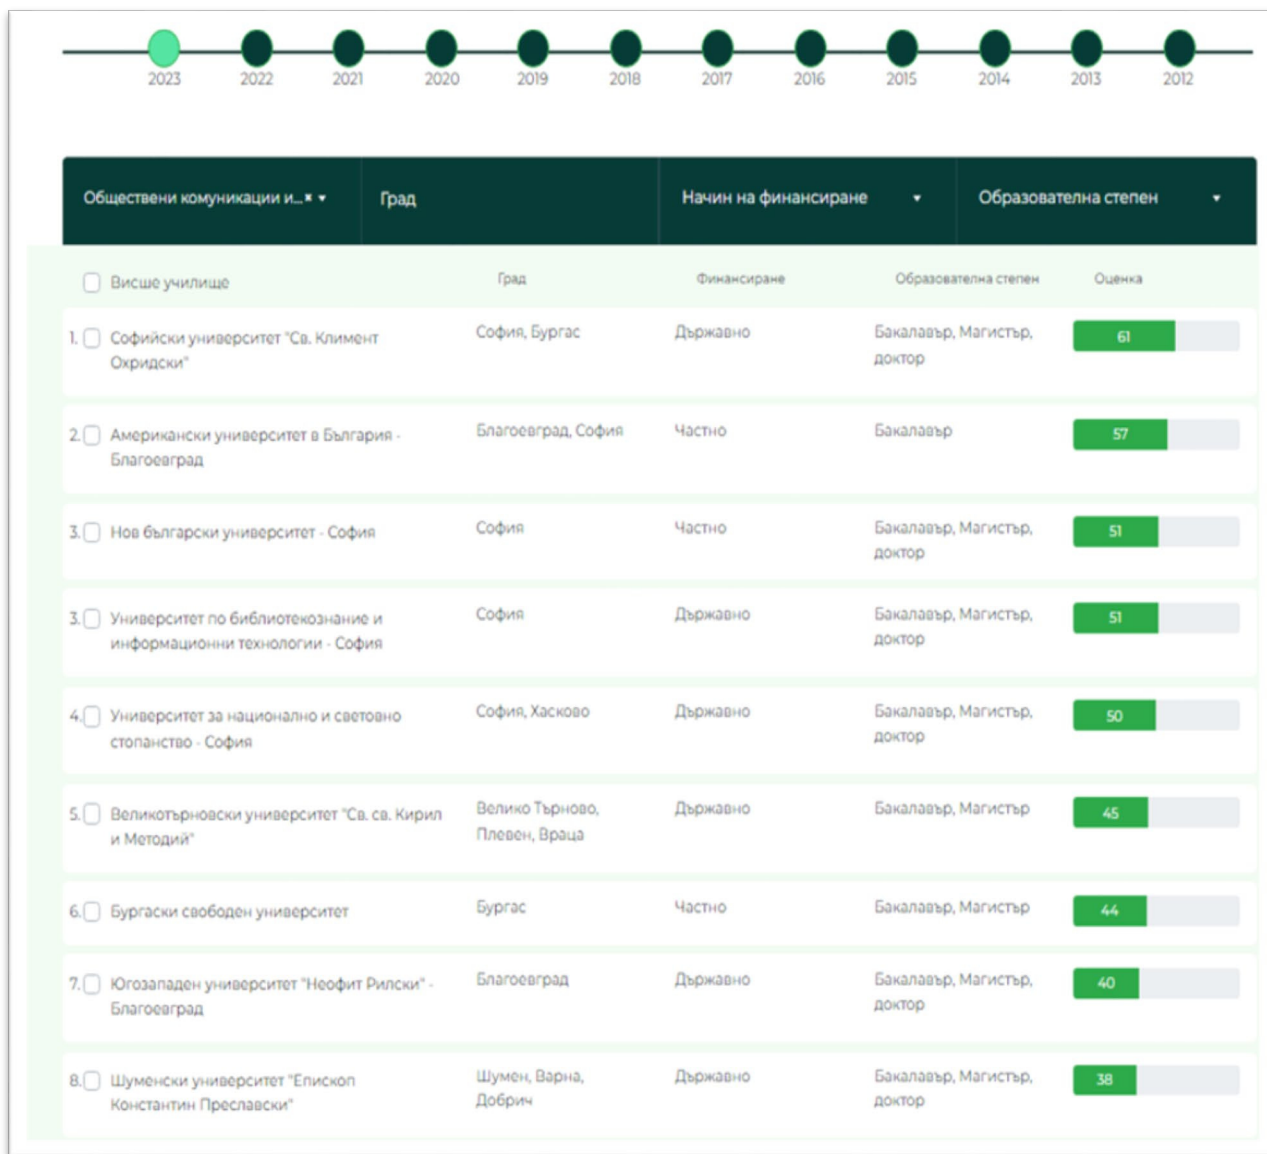 2023 2022 2021 2020 2019 2018 2017 2016 2015 2014 2013 2012
Обществени комуникации и...× ▾ Град Начин на финансиране ▾ Образователна степен ▾
Висше училище Град Финансиране Образователна степен Оценка
1. Софийски университет "Св. Климент София, Бургас Държавно Бакалавър, Магистър, 61
Охридски" доктор
2. Американски университет в България - Благоевград, София Частно Бакалавър 57
Благоевград
3. Нов български университет - София София Частно Бакалавър, Магистър, 51
доктор
3. Университет по библиотекознание и София Държавно Бакалавър, Магистър, 51
информационни технологии - София доктор
4. Университет за национално и световно София, Хасково Държавно Бакалавър, Магистър, 50
стопанство - София доктор
5. Великотърновски университет "Св. св. Кирил Велико Търново, Държавно Бакалавър, Магистър 45
и Методий" Плевен, Враца
6. Бургаски свободен университет Бургас Частно Бакалавър, Магистър 44
7. Югозападен университет "Неофит Рилски" - Благоевград Държавно Бакалавър, Магистър, 40
Благоевград доктор
8. Шуменски университет "Епископ Шумен, Варна, Държавно Бакалавър, Магистър, 38
Константин Преславски" Добрич доктор